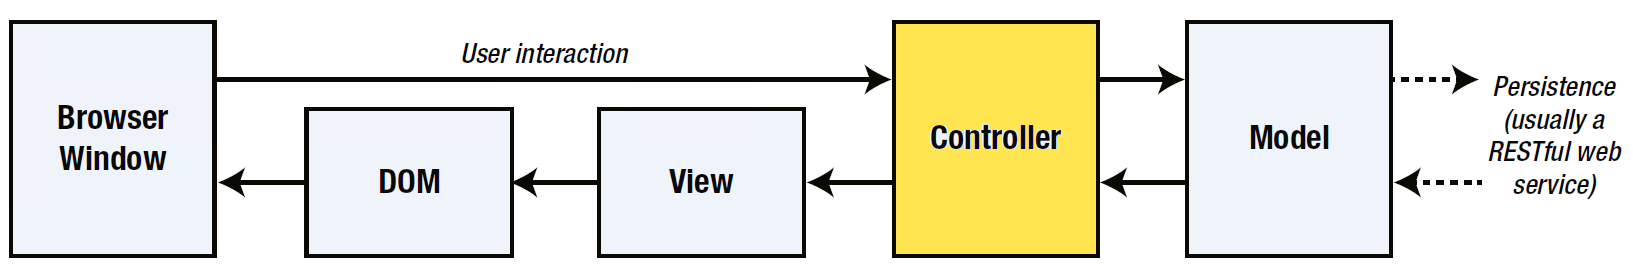 User interaction
Browser
Window
DOM
View
Controller
Model
Persistence
(usually a
RESTful web
service)